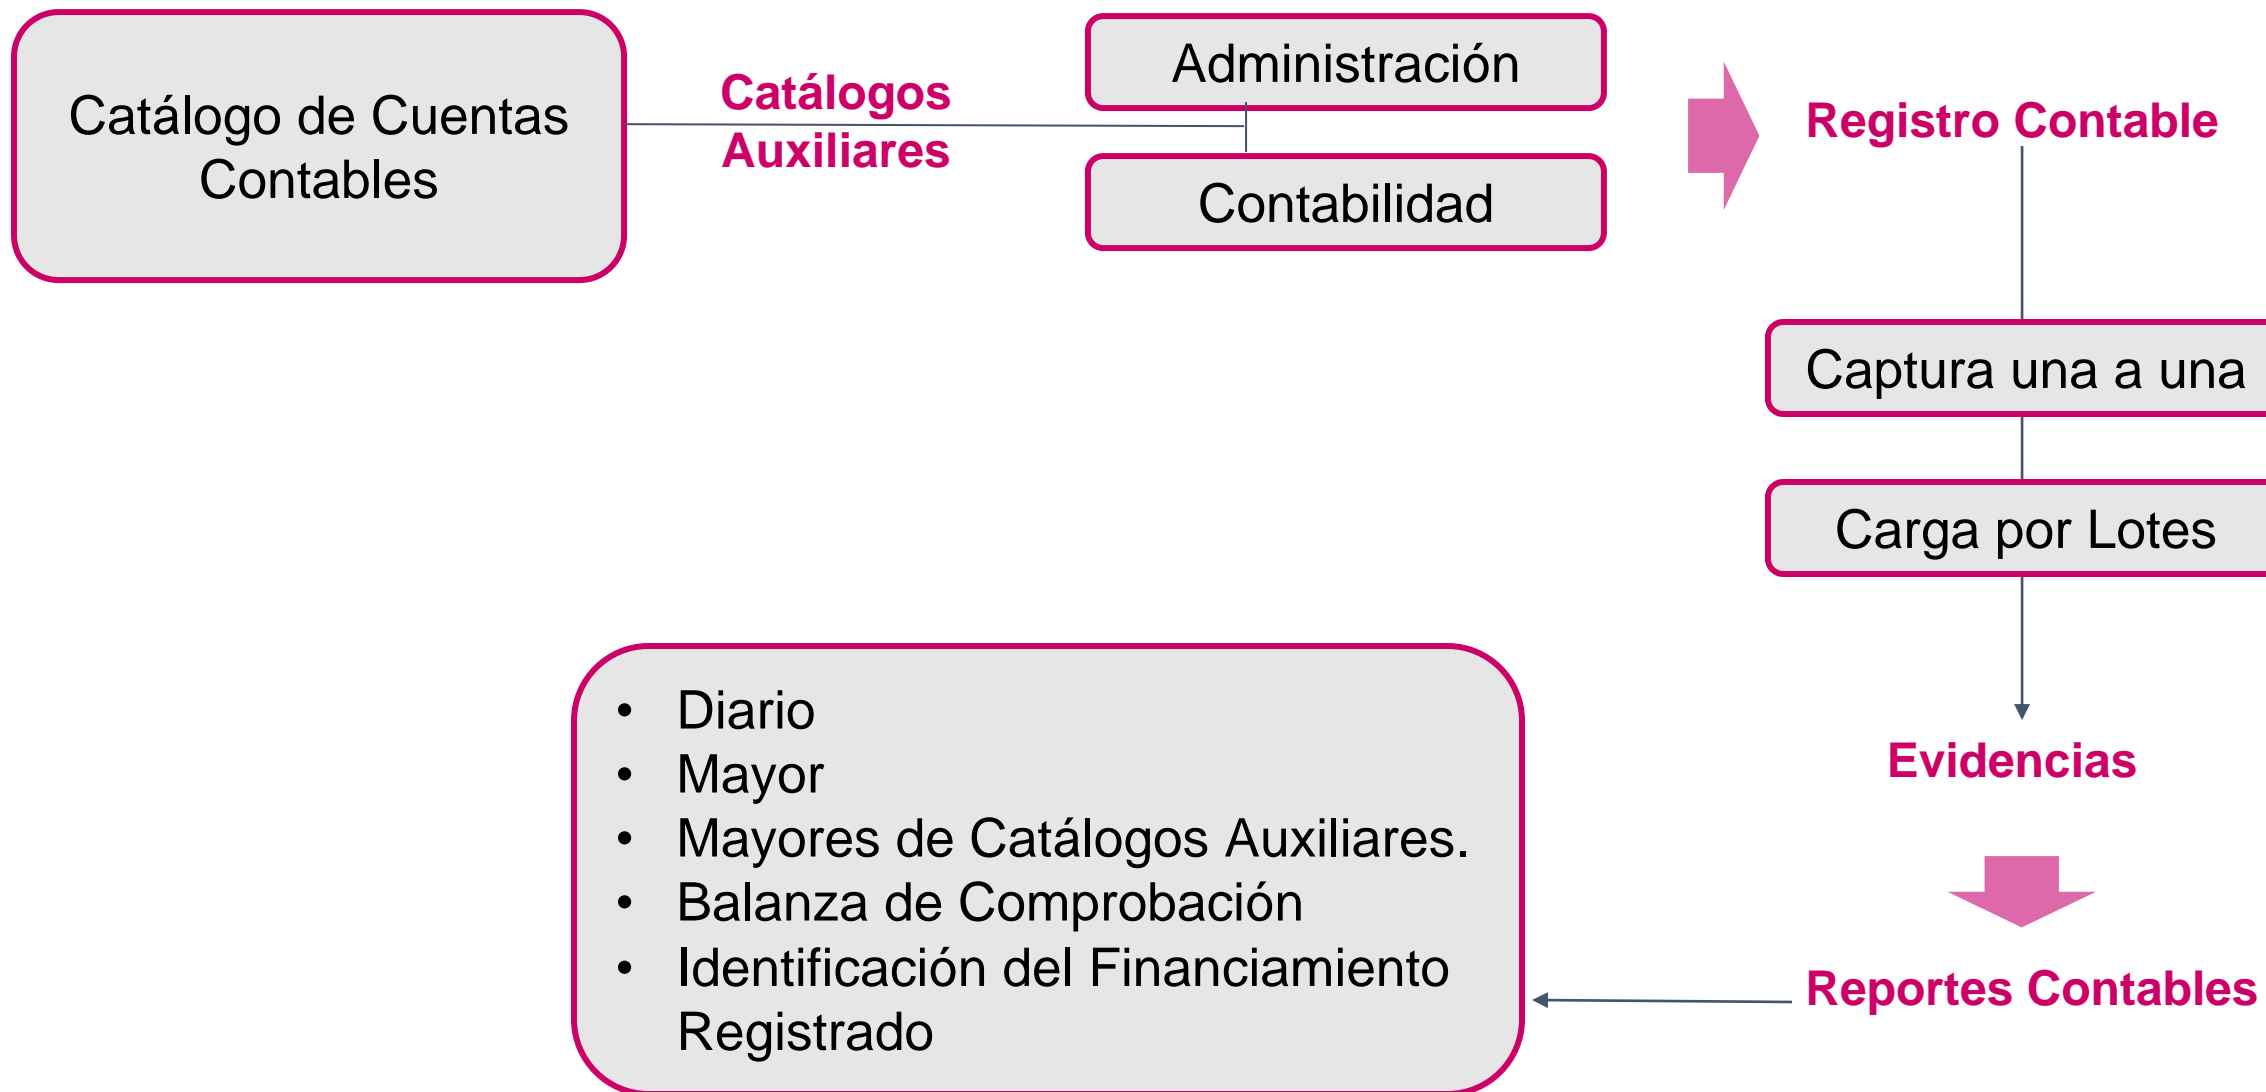 Catálogo de Cuentas
Contables
Catálogos
Auxiliares
Administración
Contabilidad
Registro Contable
Captura una a una
Carga por Lotes
Evidencias
Reportes Contables
• Diario
• Mayor
• Mayores de Catálogos Auxiliares.
• Balanza de Comprobación
• Identificación del Financiamiento
Registrado